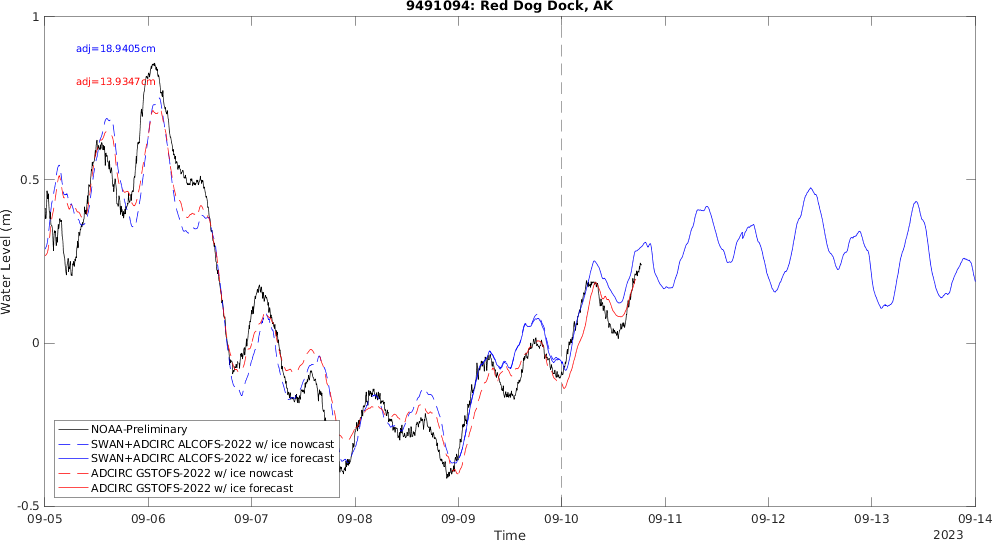 9491094: Red Dog Dock, AK
1
adj=18.9405cm
adj=13.9347cm
0.5
Water Level (m)
0
NOAA-Preliminary
SWAN+ADCIRC ALCOFS-2022 w/ ice nowcast
SWAN+ADCIRC ALCOFS-2022 w/ ice forecast
ADCIRC GSTOFS-2022 w/ ice nowcast
ADCIRC GSTOFS-2022 w/ ice forecast
-0.5
09-05 09-06 09-07 09-08 09-09 09-10 09-11 09-12 09-13 09-14
Time
2023